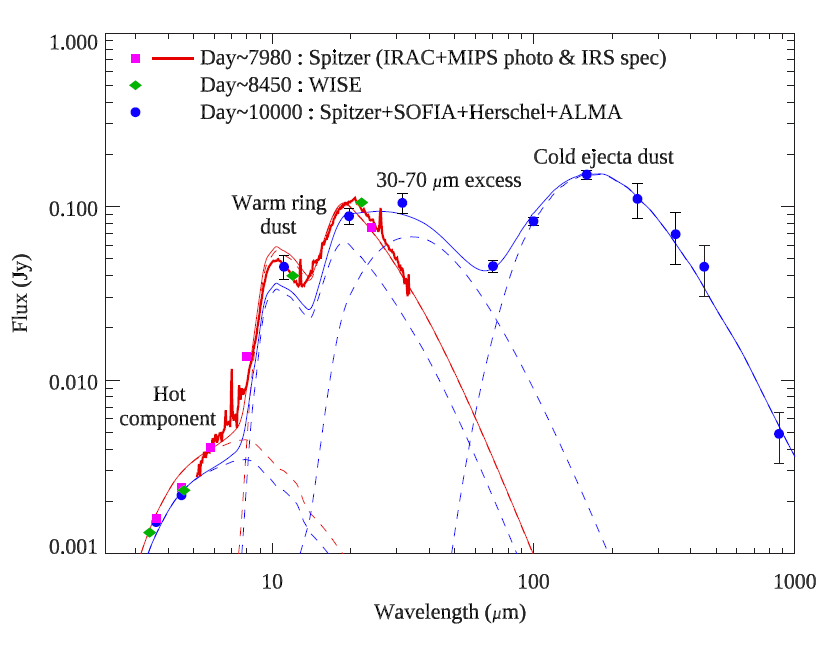 1.000
Day~7980 : Spitzer (IRAC+MIPS photo & IRS spec)
Day~8450 : WISE
Day~10000 : Spitzer+SOFIA+Herschel+ALMA
Cold ejecta dust
30-70 μm excess
Warm ring
dust
0.100
Flux (Jy)
0.010
Hot
component
0.001
10
100
1000
Wavelength (μm)